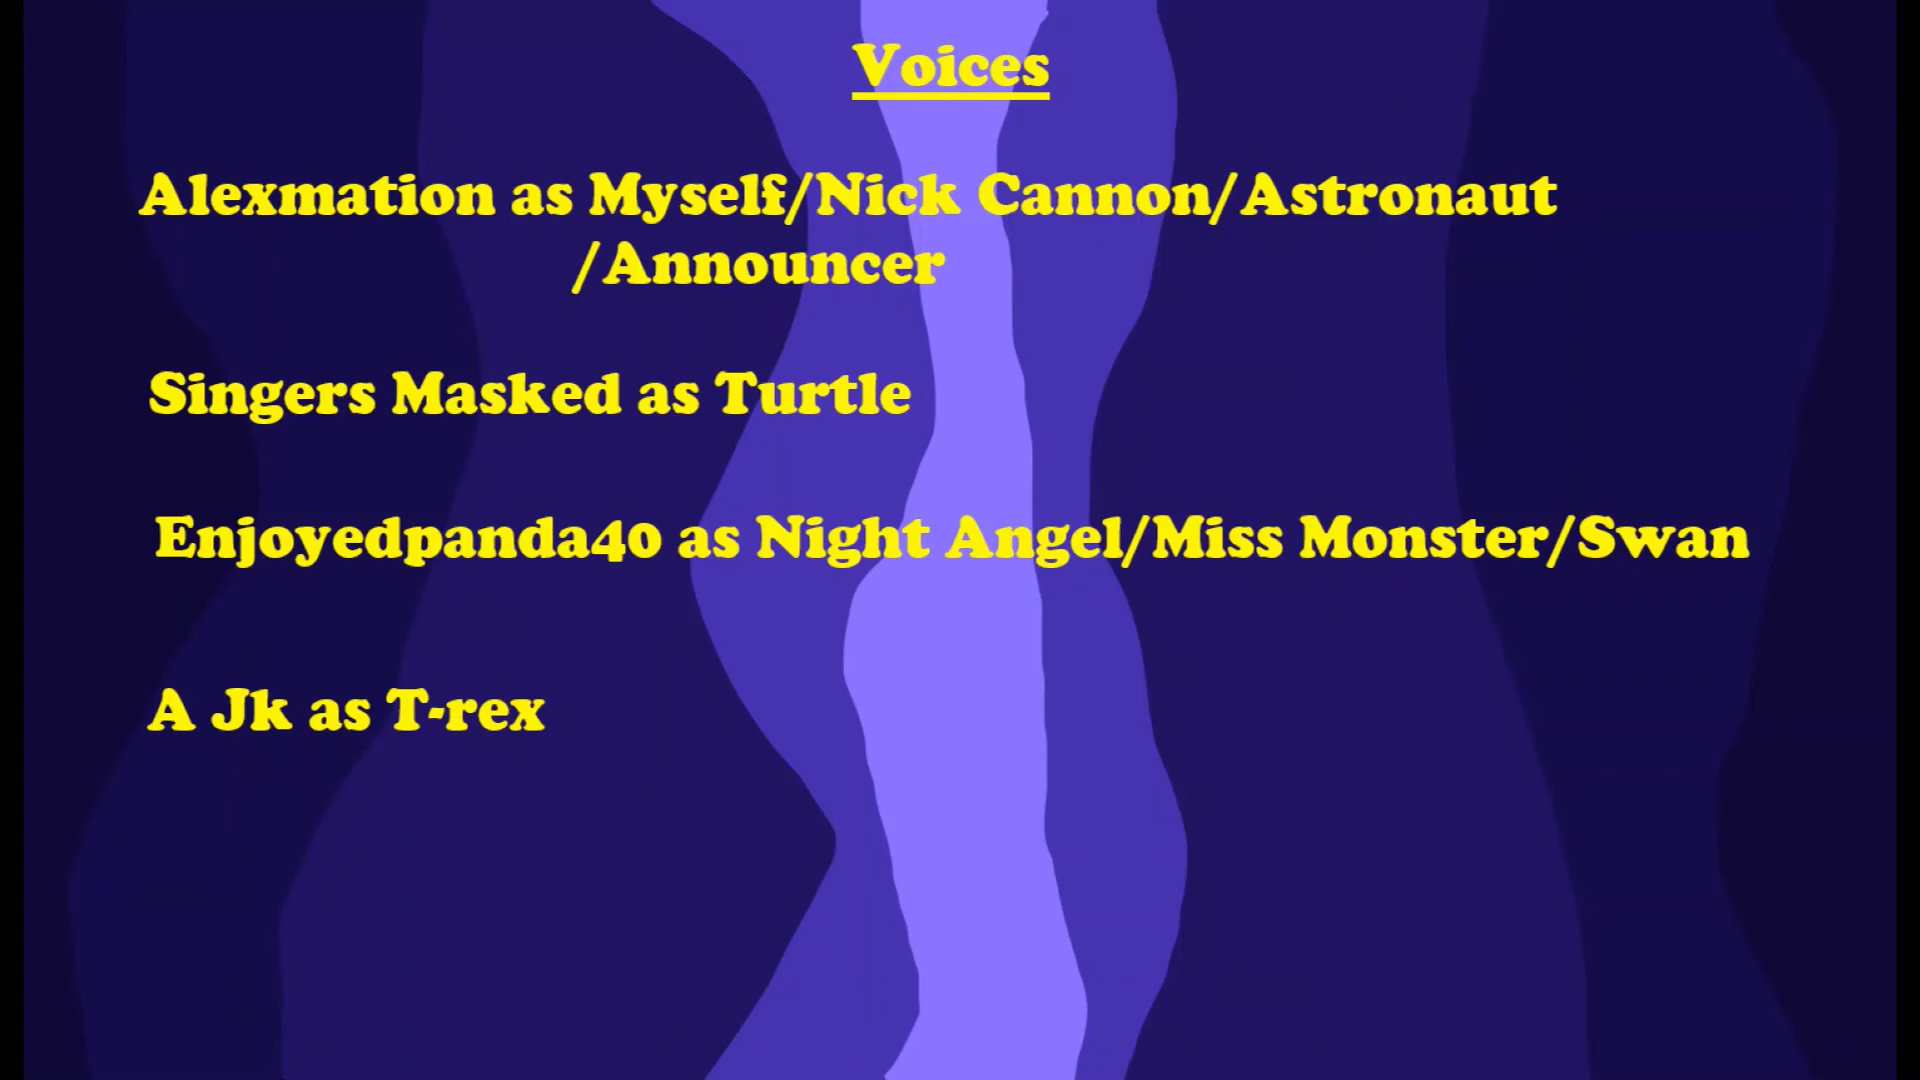 Voices
Alexmation as Myself/Nick Cannon/Astronaut
/Announcer
Singers Masked as Turtle
Enjoyedpanda40 as Night Angel/Miss Monster/Swan
A Jk as T-rex